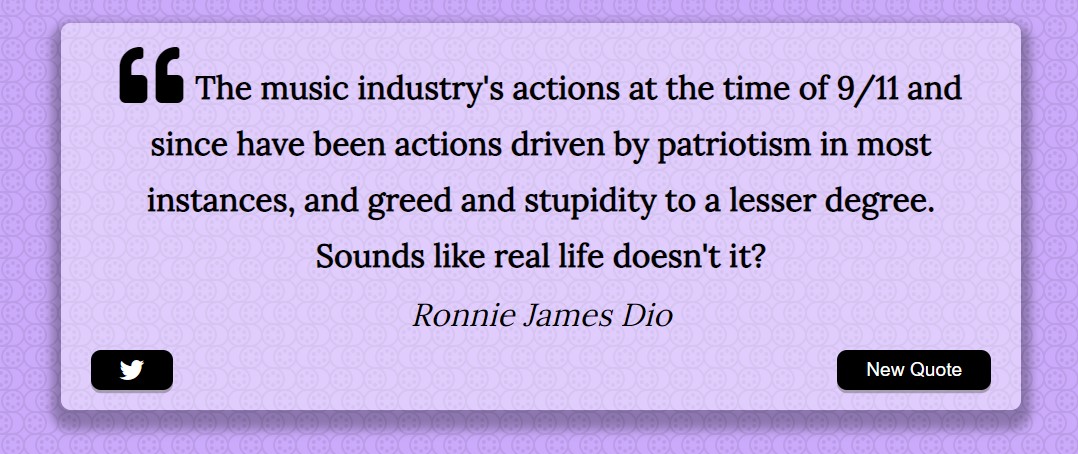 The music industry's actions at the time of 9/11 and
since have been actions driven by patriotism in most
instances, and greed and stupidity to a lesser degree.
Sounds like real life doesn't it?
Ronnie James Dio
New Quote